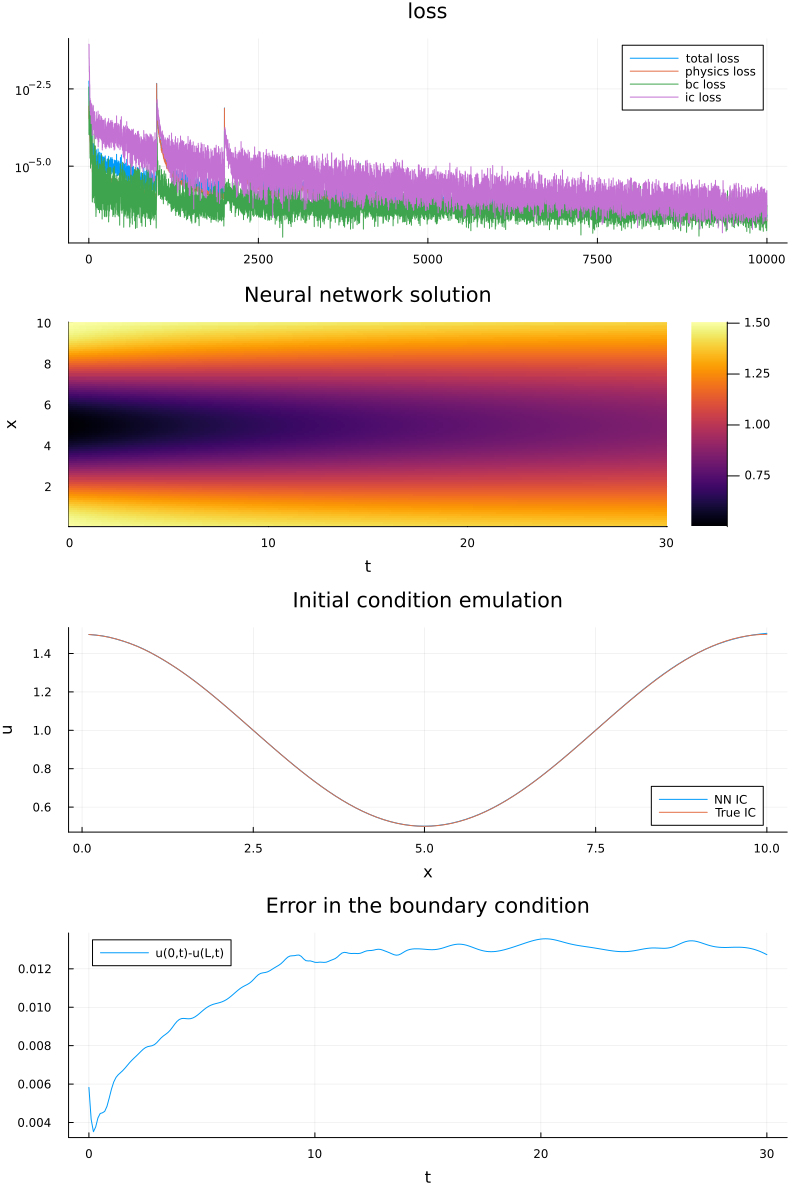 loss
10^-2.5
10^-5.0
total loss
physics loss
bc loss
ic loss
0 2500 5000 7500 10000
Neural network solution
x
10
8
6
4
2
0 10 20 30
t
1.50
1.25
1.00
0.75
Initial condition emulation
u
1.4
1.2
1.0
0.8
0.6
NN IC
True IC
0.0 2.5 5.0 7.5 10.0
x
Error in the boundary condition
u(0,t)-u(L,t)
0.012
0.010
0.008
0.006
0.004
0 10 20 30
t